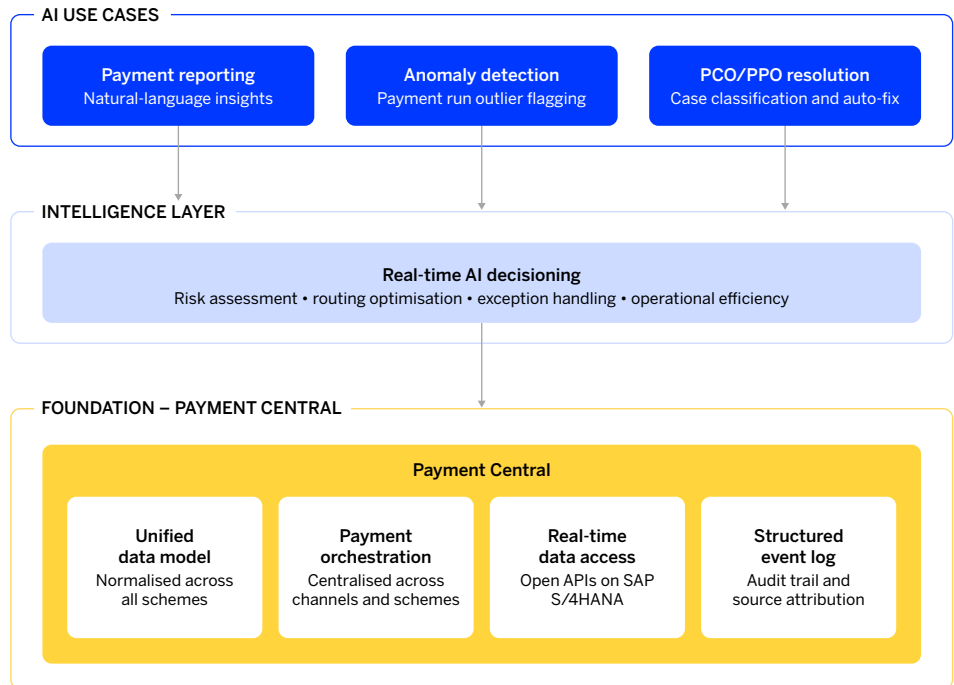 AI USE CASES
Payment reporting
Natural-language insights
Anomaly detection
Payment run outlier flagging
PCO/PPO resolution
Case classification and auto-fix
INTELLIGENCE LAYER
Real-time AI decisioning
Risk assessment • routing optimisation • exception handling • operational efficiency
FOUNDATION – PAYMENT CENTRAL
Payment Central
Unified
data model
Normalised across
all schemes
Payment
orchestration
Centralised across
channels and schemes
Real-time
data access
Open APIs on SAP
S/4HANA
Structured
event log
Audit trail and
source attribution